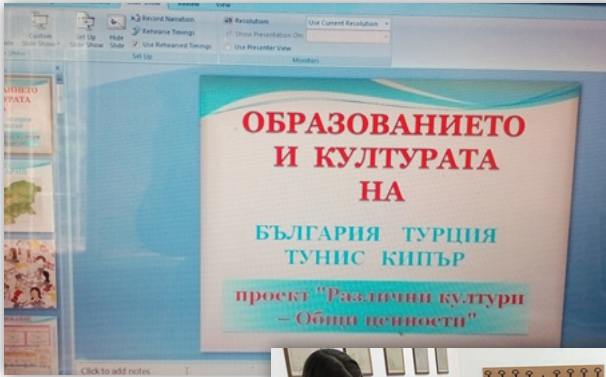 Record Narration
Rehearse Timings
Use Rehearsed Timings
Custom
Slide Show
Set Up
Slide Show
Hide
Slide
Set Up
Resolution:
Use Current Resolution
Show Presentation On:
Use Presenter View
Monitors
ОБРАЗОВАНИЕТО
И КУЛТУРАТА
НА
БЪЛГАРИЯ ТУРЦИЯ
ТУНИС КИПЪР
проект "Различни култури
– Общи ценности"
Click to add notes